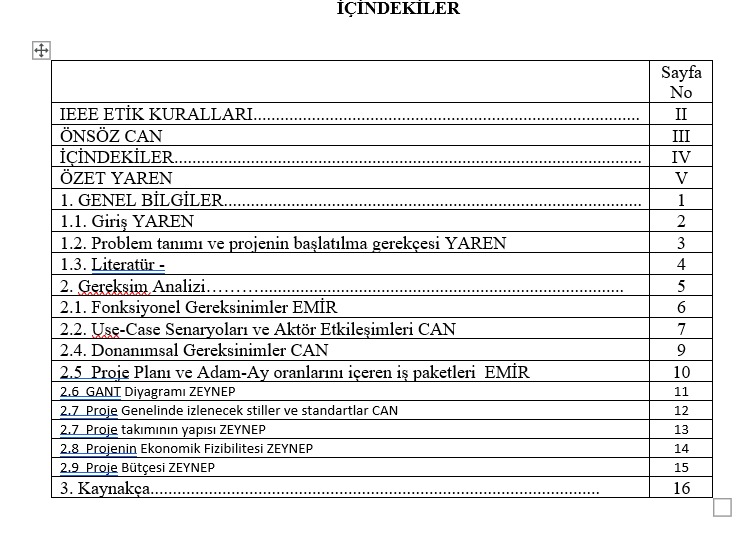 İÇİNDEKİLER
Sayfa
No
IEEE ETİK KURALLARI..................................................................................... II
ÖNSÖZ CAN III
İÇİNDEKİLER....................................................................................................... IV
ÖZET YAREN V
1. GENEL BİLGİLER............................................................................................ 1
1.1. Giriş YAREN 2
1.2. Problem tanımı ve projenin başlatılma gerekçesi YAREN 3
1.3. Literatür - 4
2. Gereksim Analizi……….................................................................................. 5
2.1. Fonksiyonel Gereksinimler EMİR 6
2.2. Use-Case Senaryoları ve Aktör Etkileşimleri CAN 7
2.4. Donanımsal Gereksinimler CAN 9
2.5 Proje Planı ve Adam-Ay oranlarını içeren iş paketleri EMİR 10
2.6 GANT Diyagramı ZEYNEP 11
2.7 Proje Genelinde izlenecek stiller ve standartlar CAN 12
2.7 Proje takımının yapısı ZEYNEP 13
2.8 Projenin Ekonomik Fizibilitesi ZEYNEP 14
2.9 Proje Bütçesi ZEYNEP 15
3. Kaynakça.................................................................................................... 16